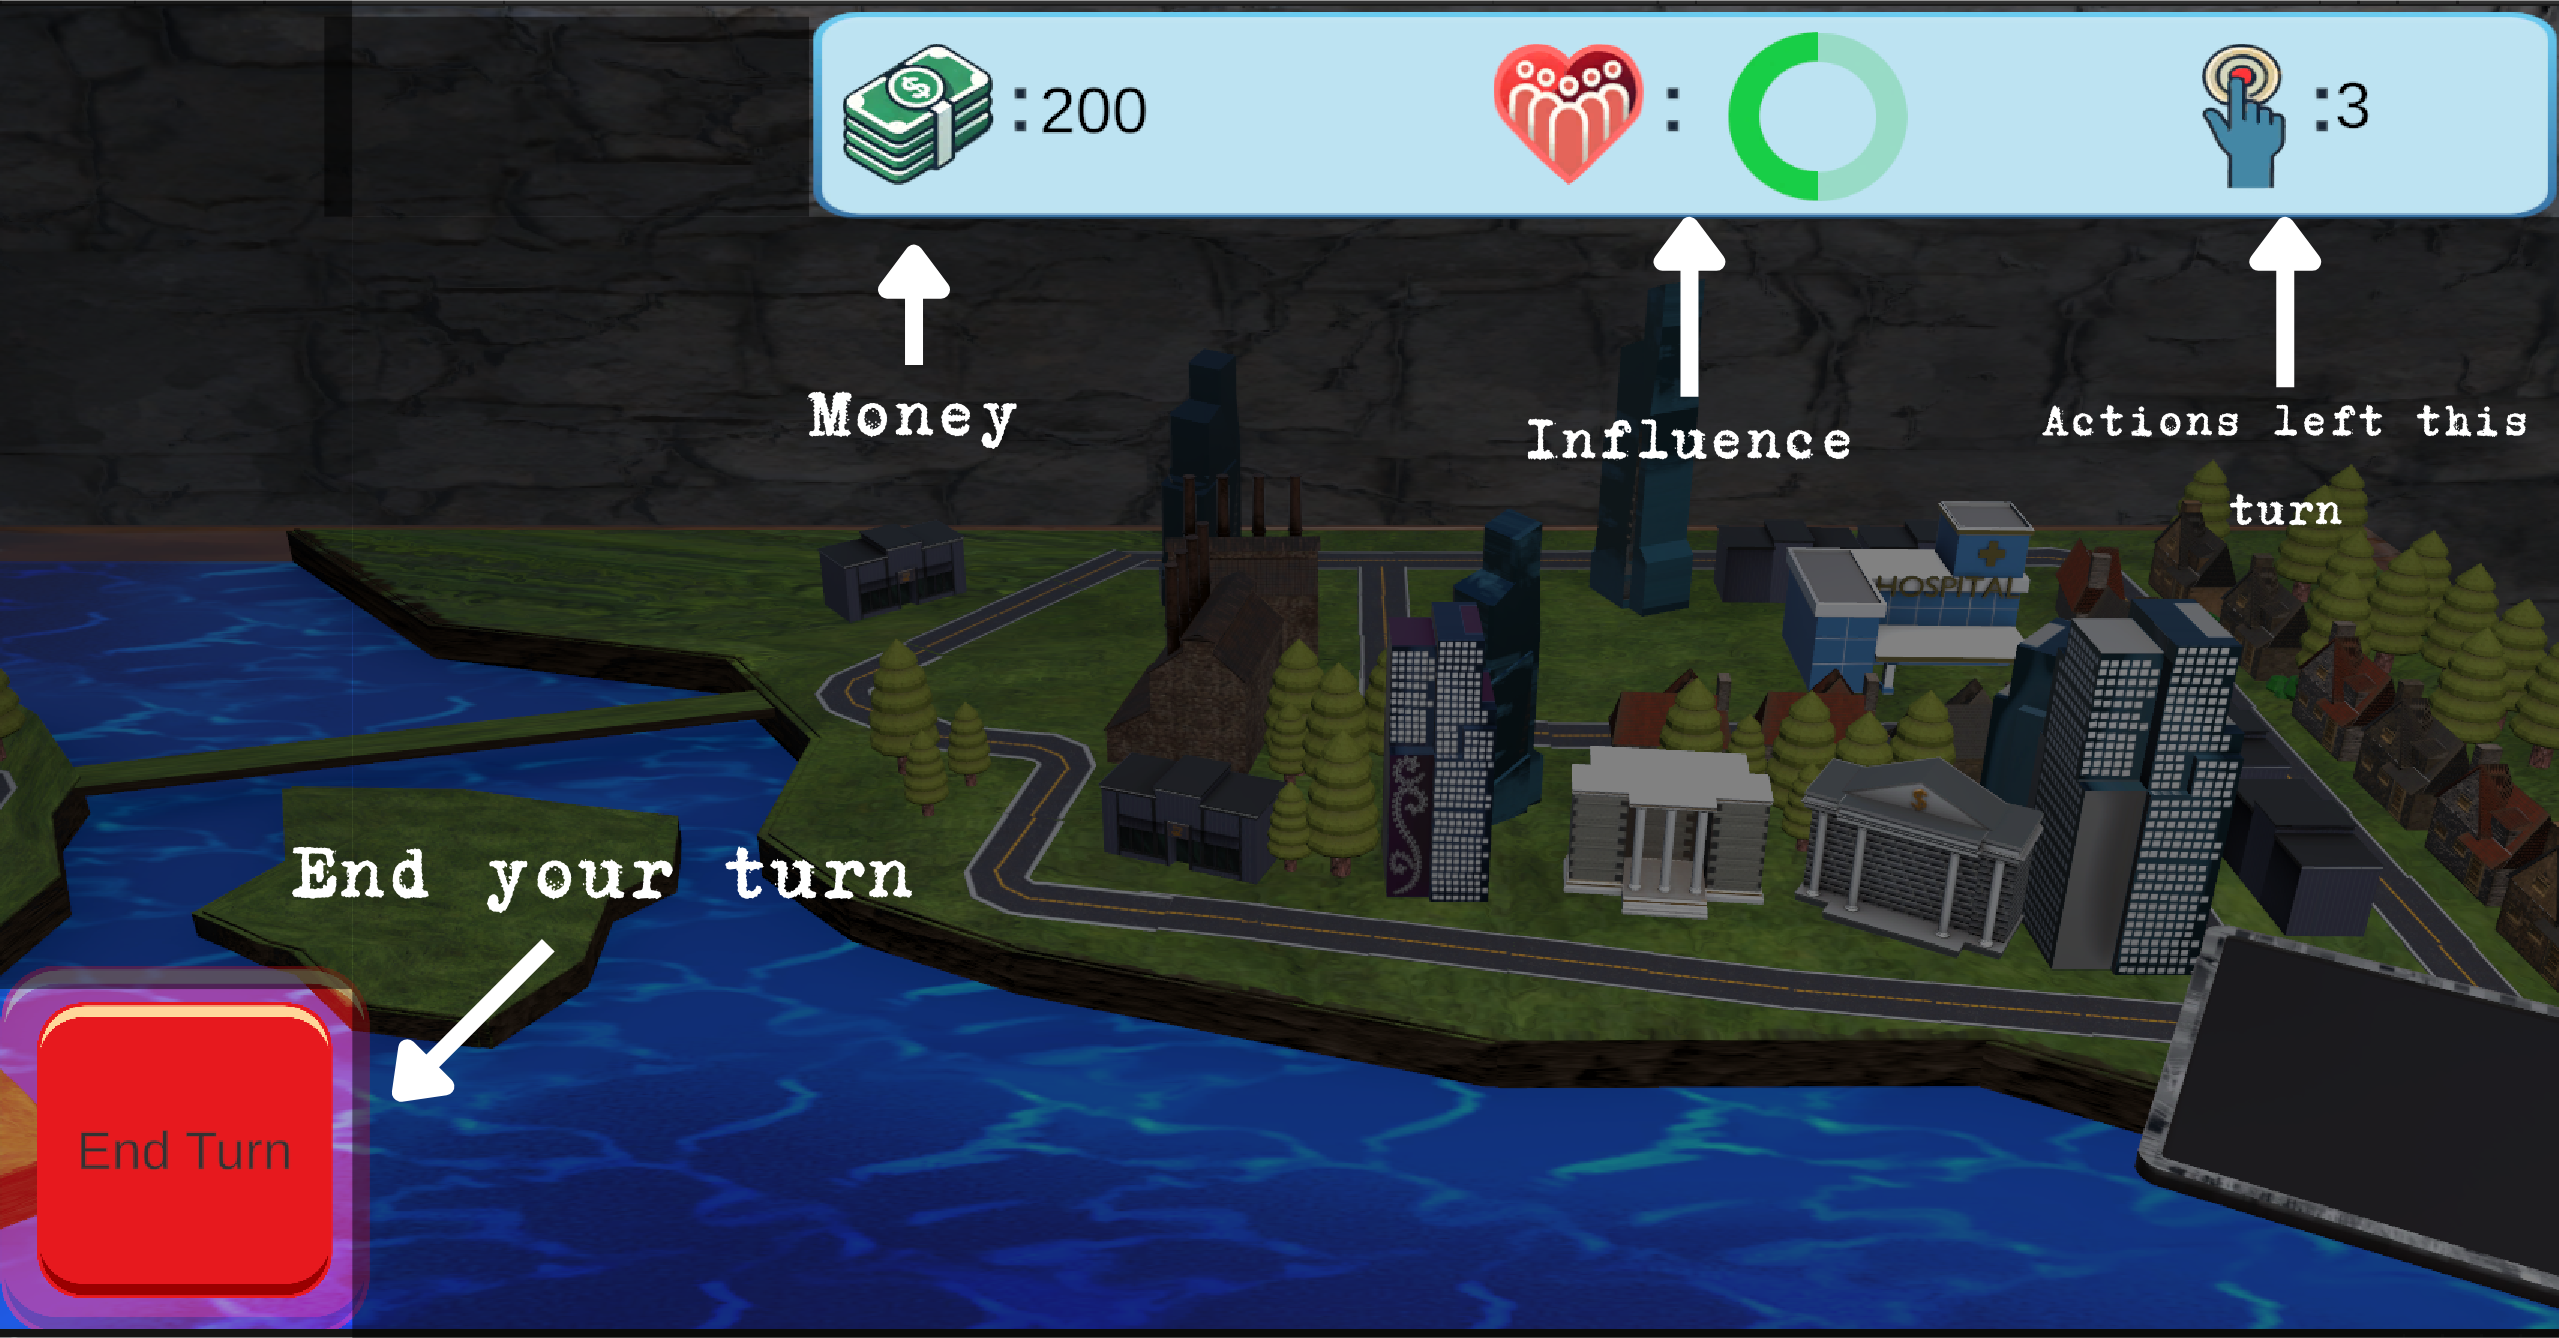 :200
:
:3
Money
Influence
Actions left this
turn
HOSPITAL
End your turn
End Turn